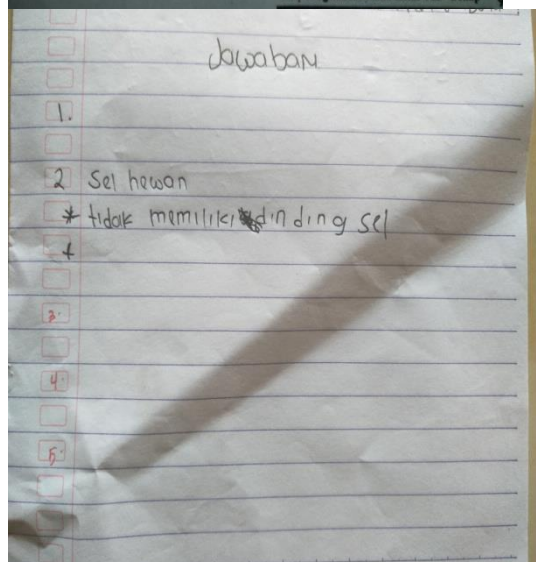 Jawaban
1.
2 Sel hewan
* tidak memiliki dinding sel
*
3.
4.
5.